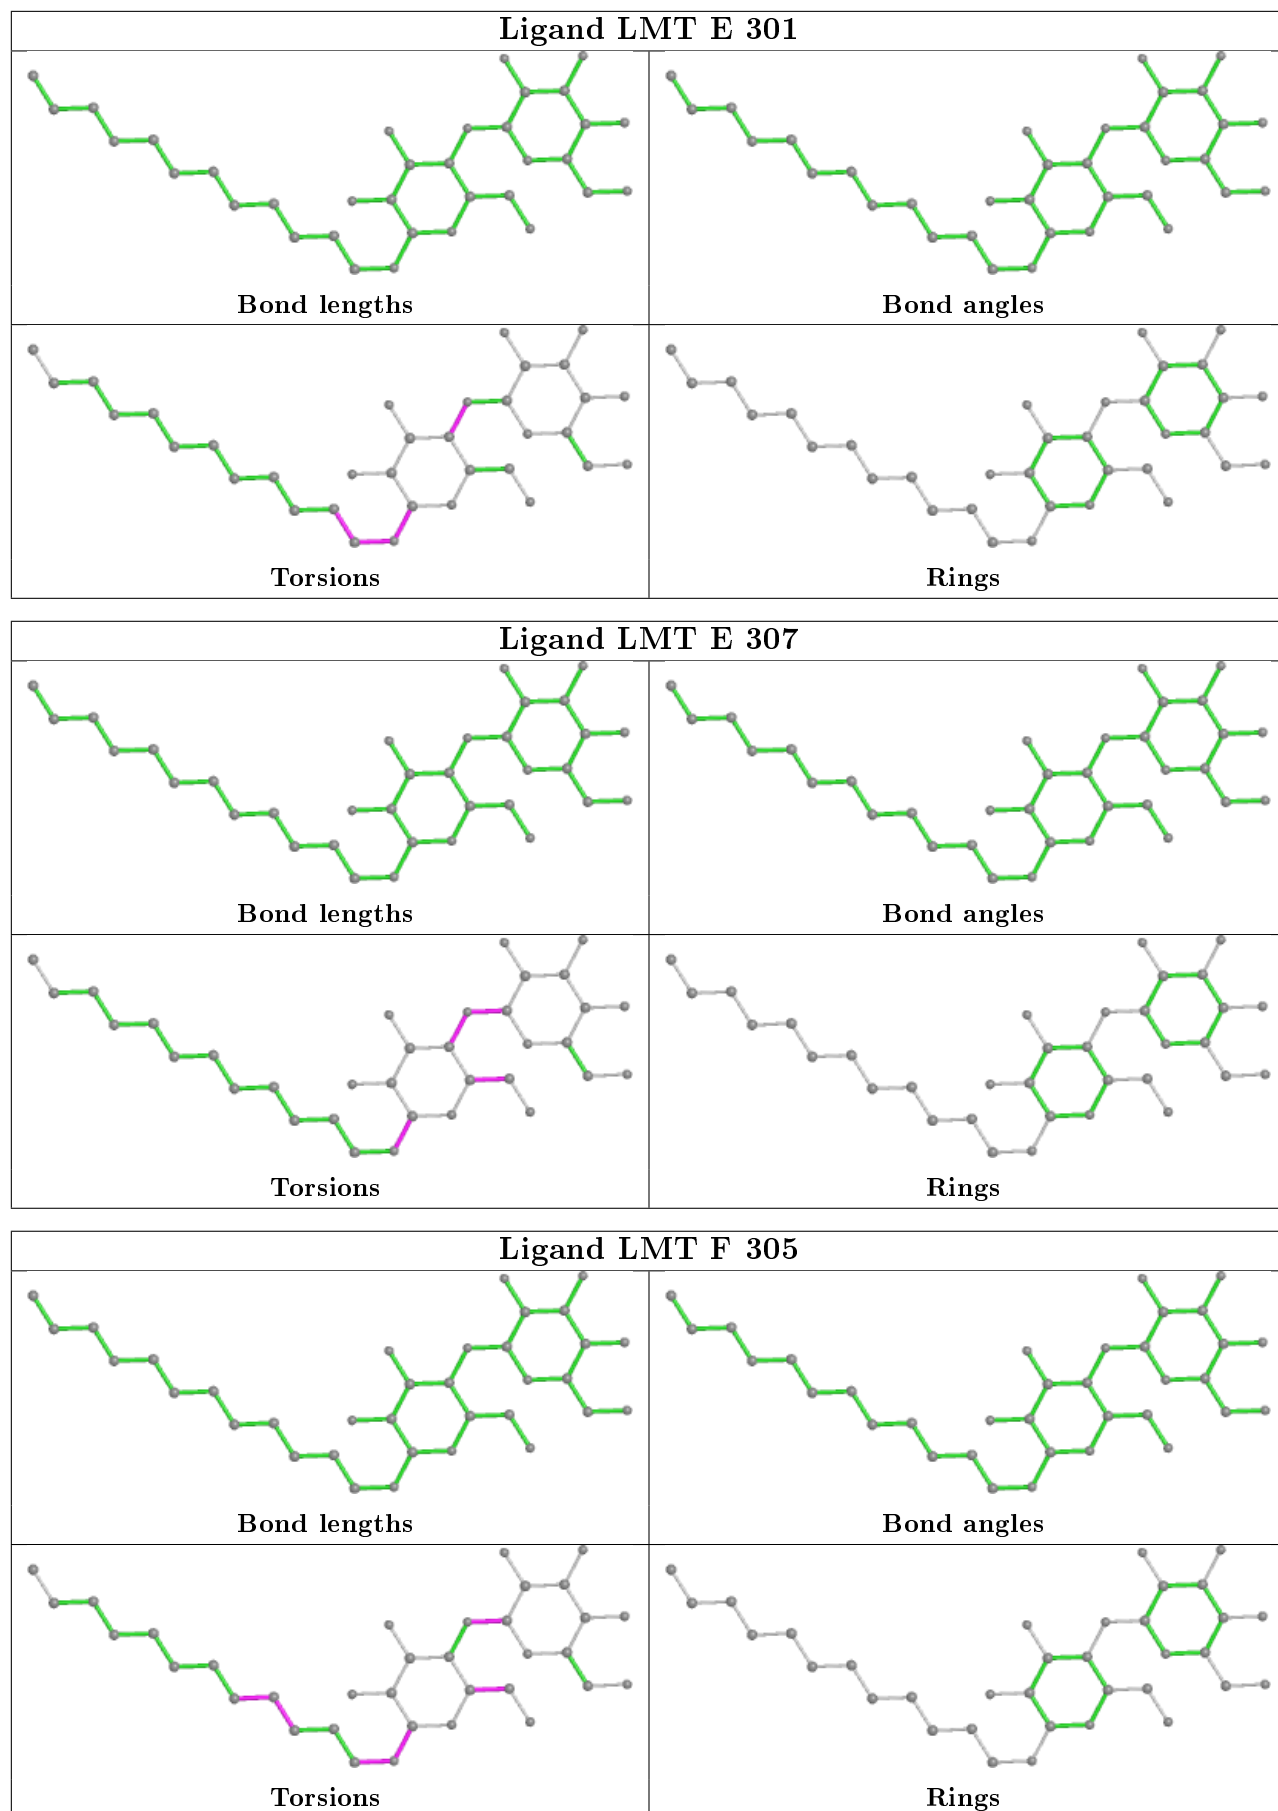 Ligand LMT E 301
Bond lengths
Bond angles
Torsions
Rings
Ligand LMT E 307
Bond lengths
Bond angles
Torsions
Rings
Ligand LMT F 305
Bond lengths
Bond angles
Torsions
Rings